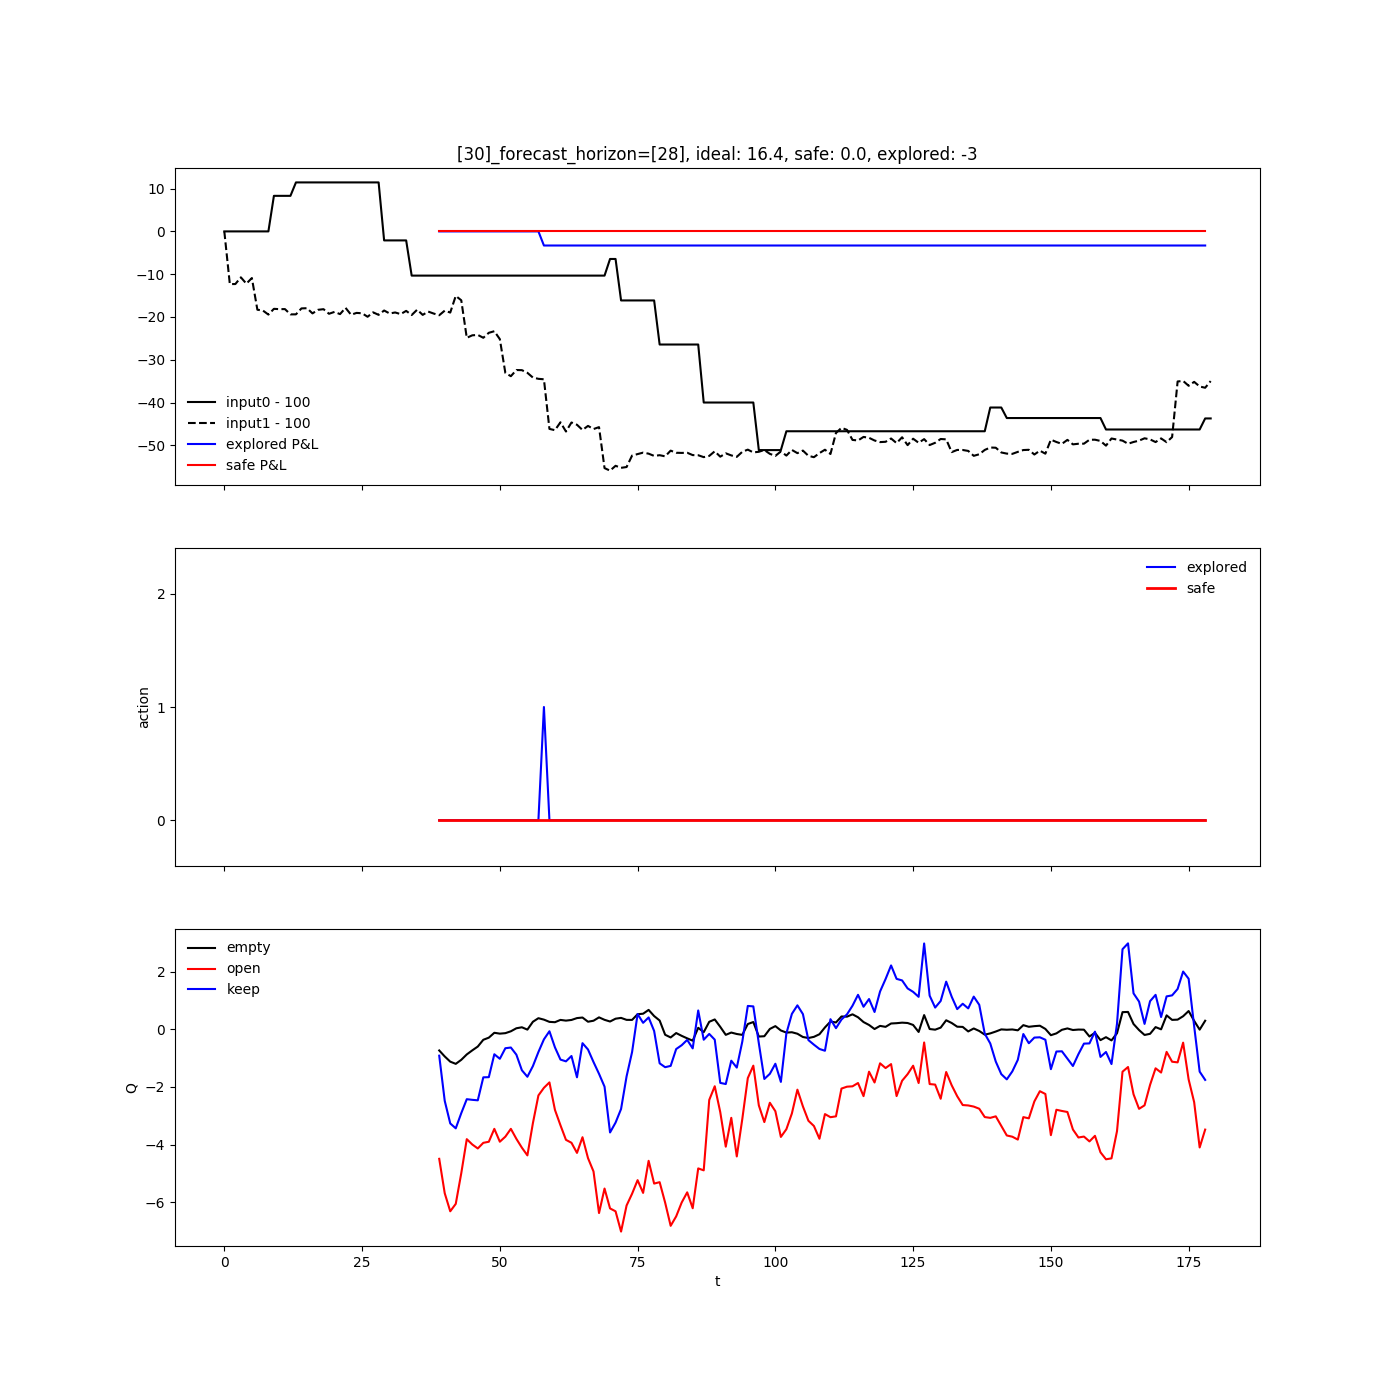 [30]_forecast_horizon=[28], ideal: 16.4, safe: 0.0, explored: -3
10
0
−10
−20
−30
−40
−50
input0 - 100
input1 - 100
explored P&L
safe P&L
action
2
1
0
explored
safe
Q
2
0
−2
−4
−6
empty
open
keep
0
25
50
75
100
125
150
175
t